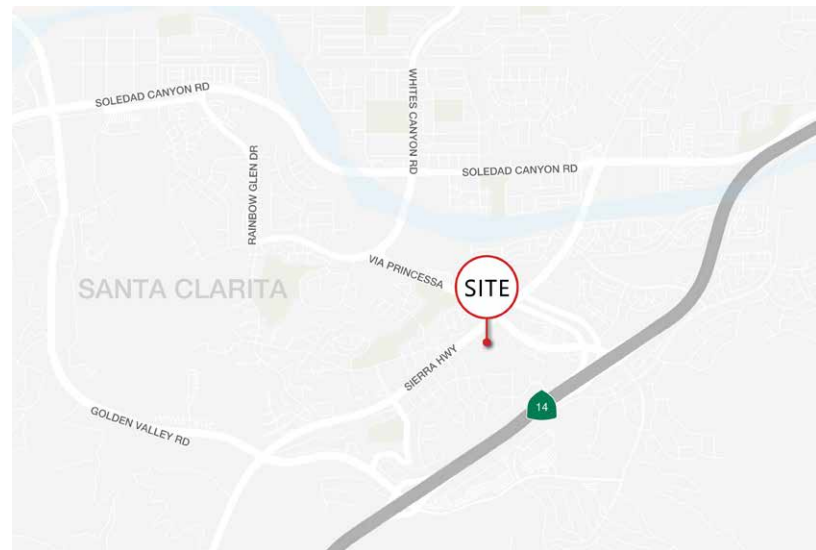 SOLEDAD CANYON RD
WHITES CANYON RD
SOLEDAD CANYON RD
RAINBOW GLEN DR
VIA PRINCESSA
SANTA CLARITA
SITE
SIERRA HWY
14
GOLDEN VALLEY RD